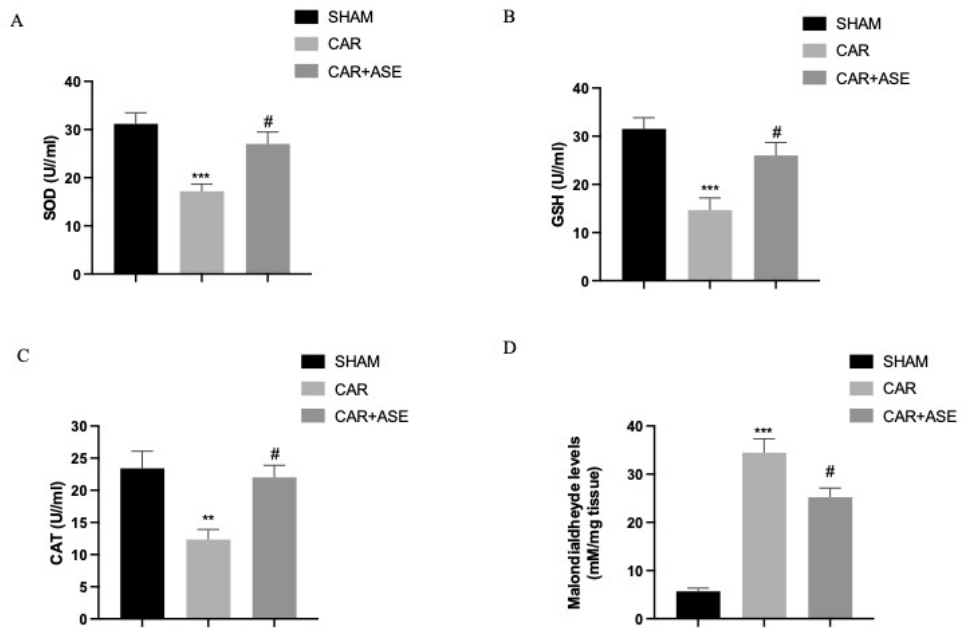 A
SHAM
CAR
CAR+ASE
SOD (U//ml)
40
30
20
10
0
***
#
B
SHAM
CAR
CAR+ASE
GSH (U//ml)
40
30
20
10
0
***
#
C
SHAM
CAR
CAR+ASE
CAT (U//ml)
30
25
20
15
10
5
0
**
#
D
SHAM
CAR
CAR+ASE
Malondialdheyde levels
(mM/mg tissue)
40
30
20
10
0
***
#